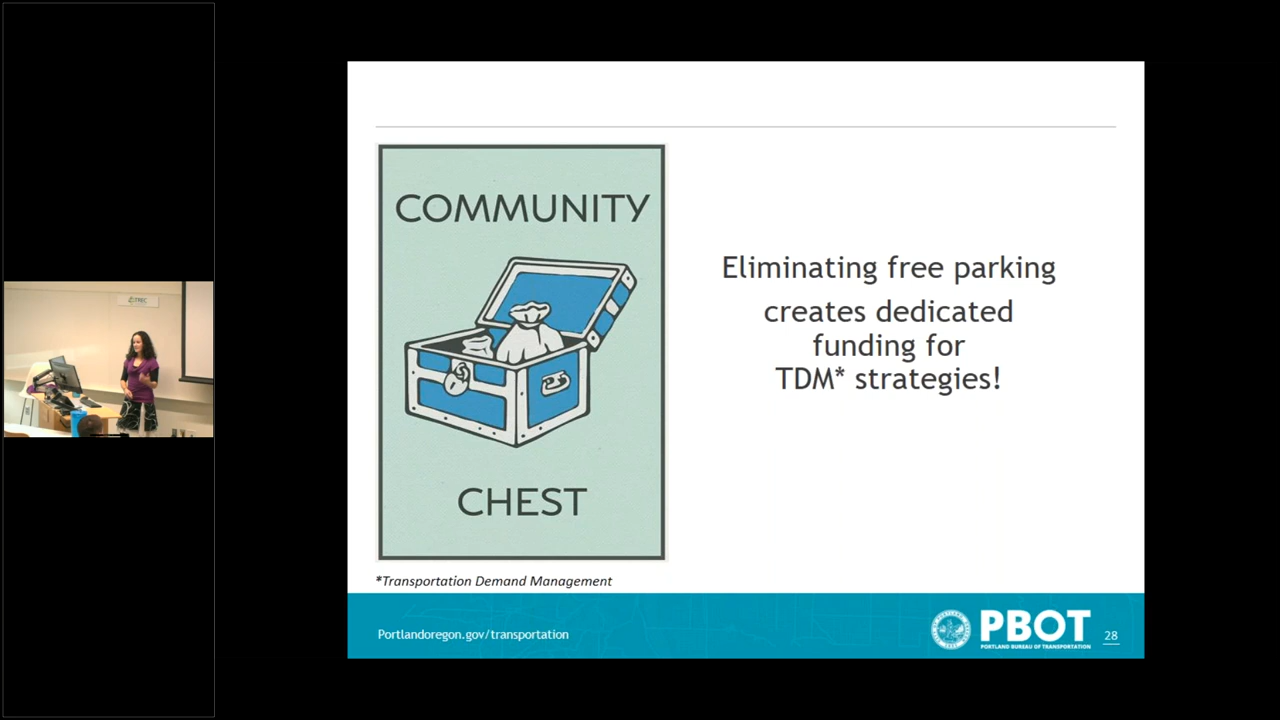 COMMUNITY
CHEST
Eliminating free parking
creates dedicated
funding for
TDM* strategies!
*Transportation Demand Management
Portlandoregon.gov/transportation
PBOT
PORTLAND BUREAU OF TRANSPORTATION
28